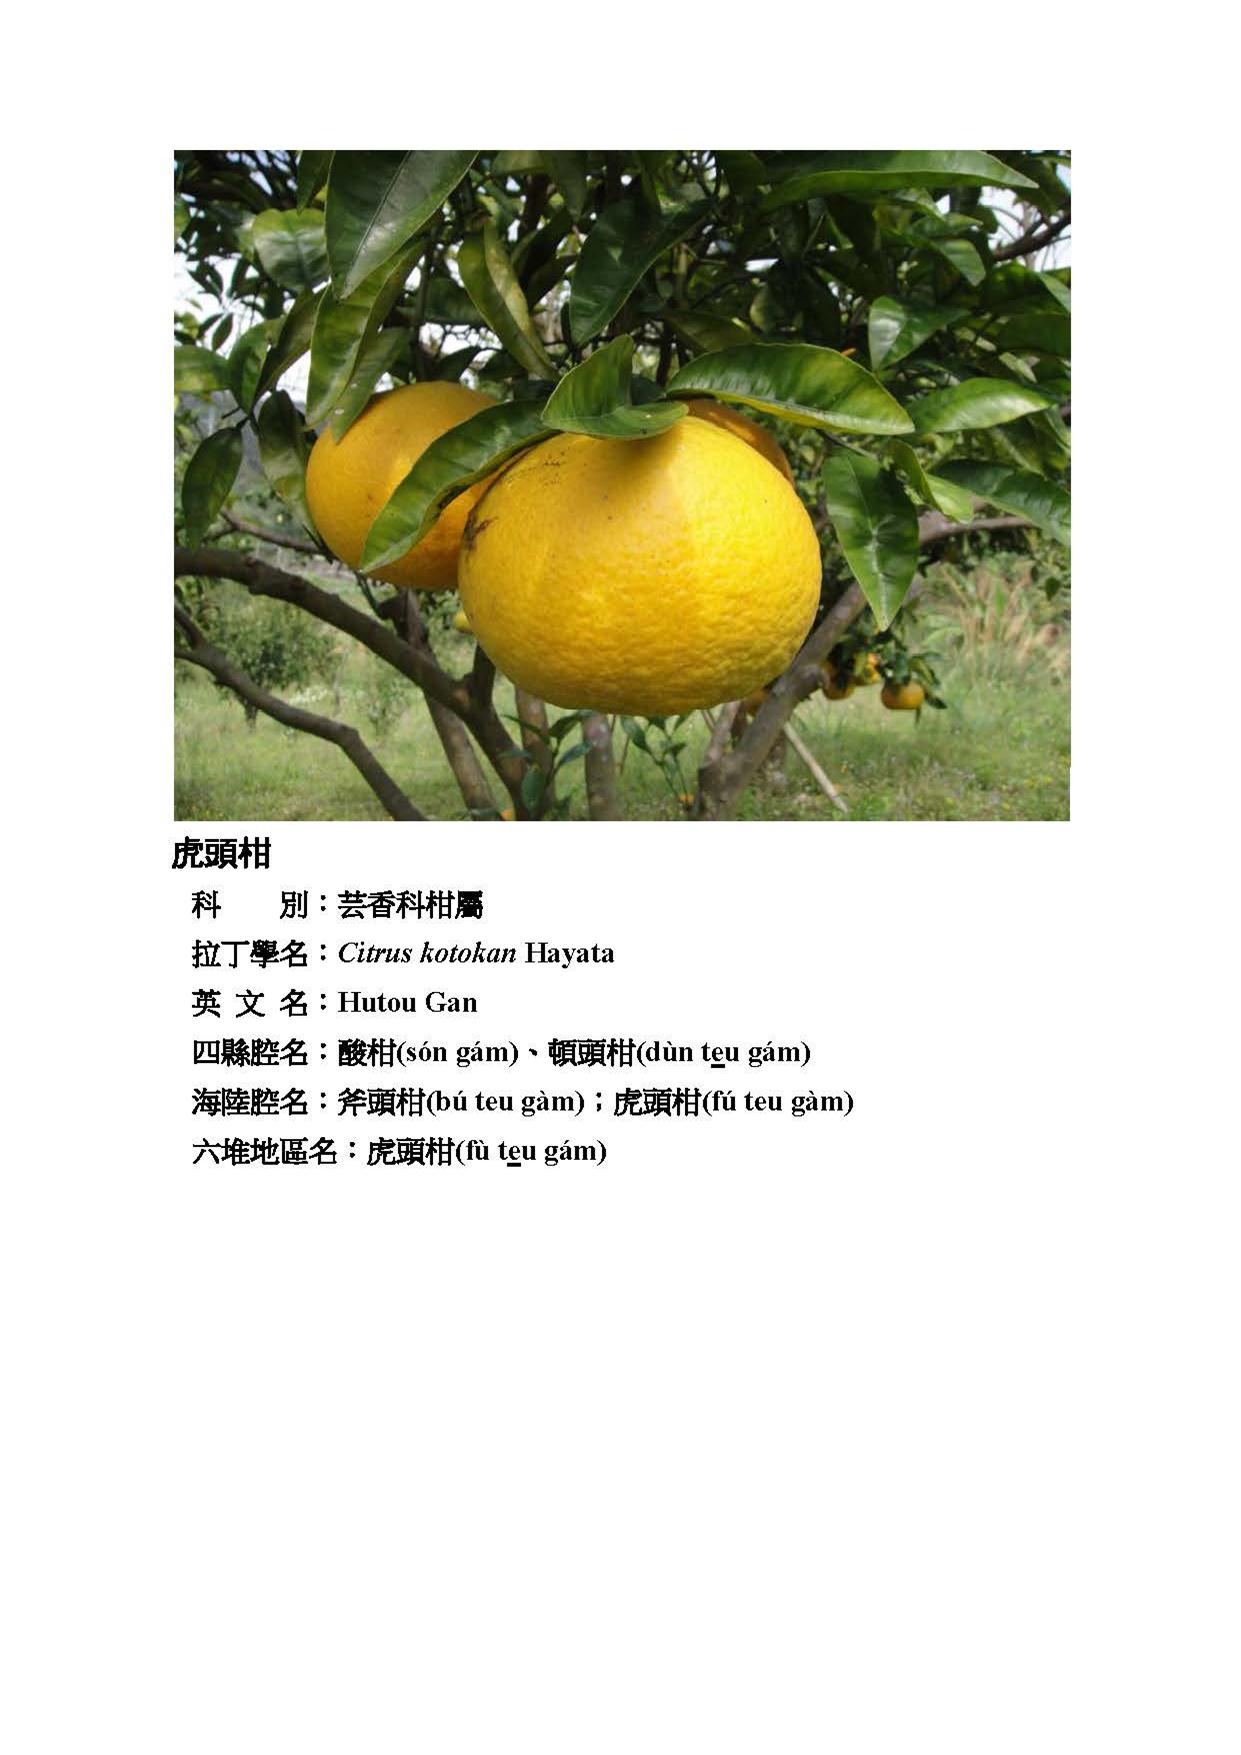 虎頭柑
科　　別：芸香科柑屬
拉丁學名：Citrus kotokan Hayata
英 文 名：Hutou Gan
四縣腔名：酸柑(són gám)、頓頭柑(dùn te̲u gám)
海陸腔名：斧頭柑(bú teu gàm)；虎頭柑(fú teu gàm)
六堆地區名：虎頭柑(fù te̲u gám)